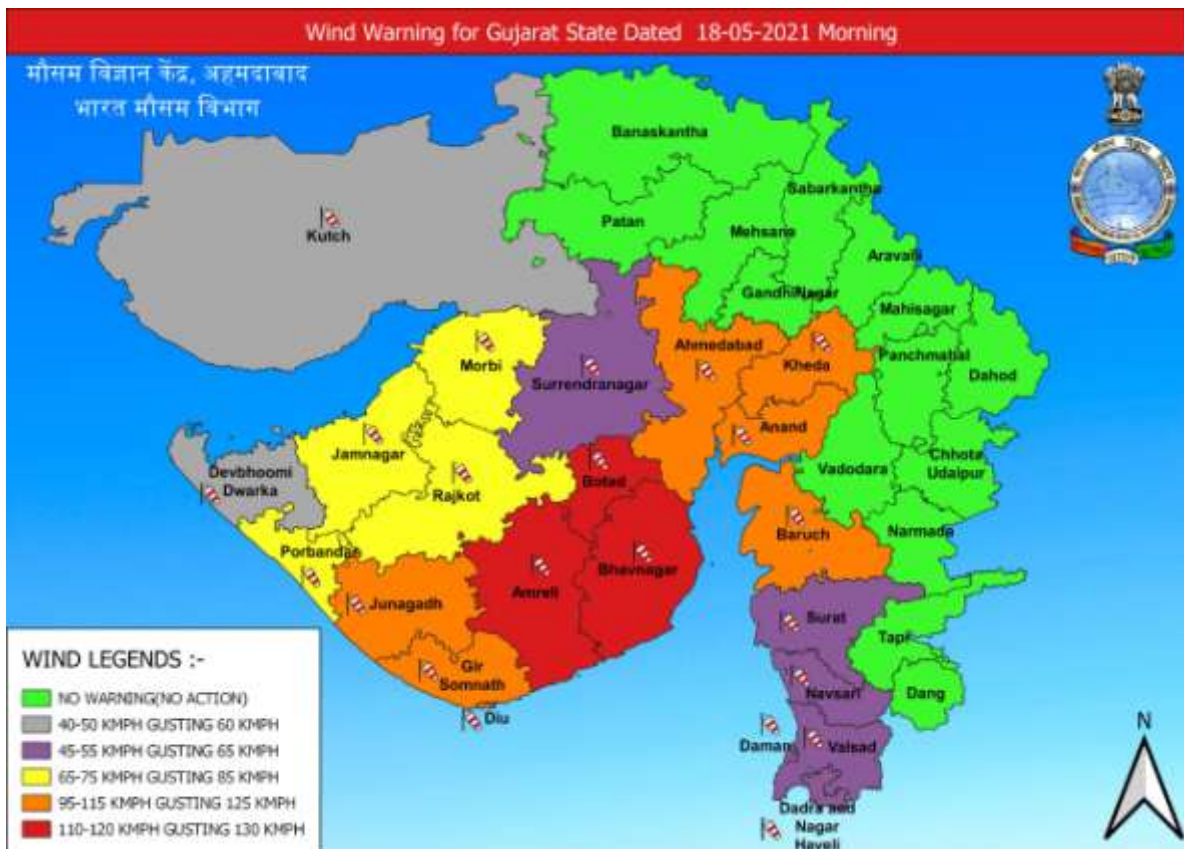 Wind Warning for Gujarat State Dated 18-05-2021 Morning
मौसम विज्ञान केंद्र, अहमदाबाद
भारत मौसम विभाग
Banaskantha
Sabarkantha
Patan
Mehsana
Kutch
Aravalli
GandhiNagar
Mahisagar
Ahmedabad
Panchmahal
Morbi
Kheda
Dahod
Surrendranagar
Anand
Jamnagar
Vadodara
Chhota
Udaipur
Devbhoomi
Dwarka
Rajkot
Botad
Baruch
Narmada
Porbandar
Bhavnagar
Amreli
Junagadh
Surat
Tapi
Gir
Somnath
Navsari
Dang
Diu
Daman
Valsad
Dadra and
Nagar
Haveli
N
WIND LEGENDS :-
NO WARNING(NO ACTION)
40-50 KMPH GUSTING 60 KMPH
45-55 KMPH GUSTING 65 KMPH
65-75 KMPH GUSTING 85 KMPH
95-115 KMPH GUSTING 125 KMPH
110-120 KMPH GUSTING 130 KMPH